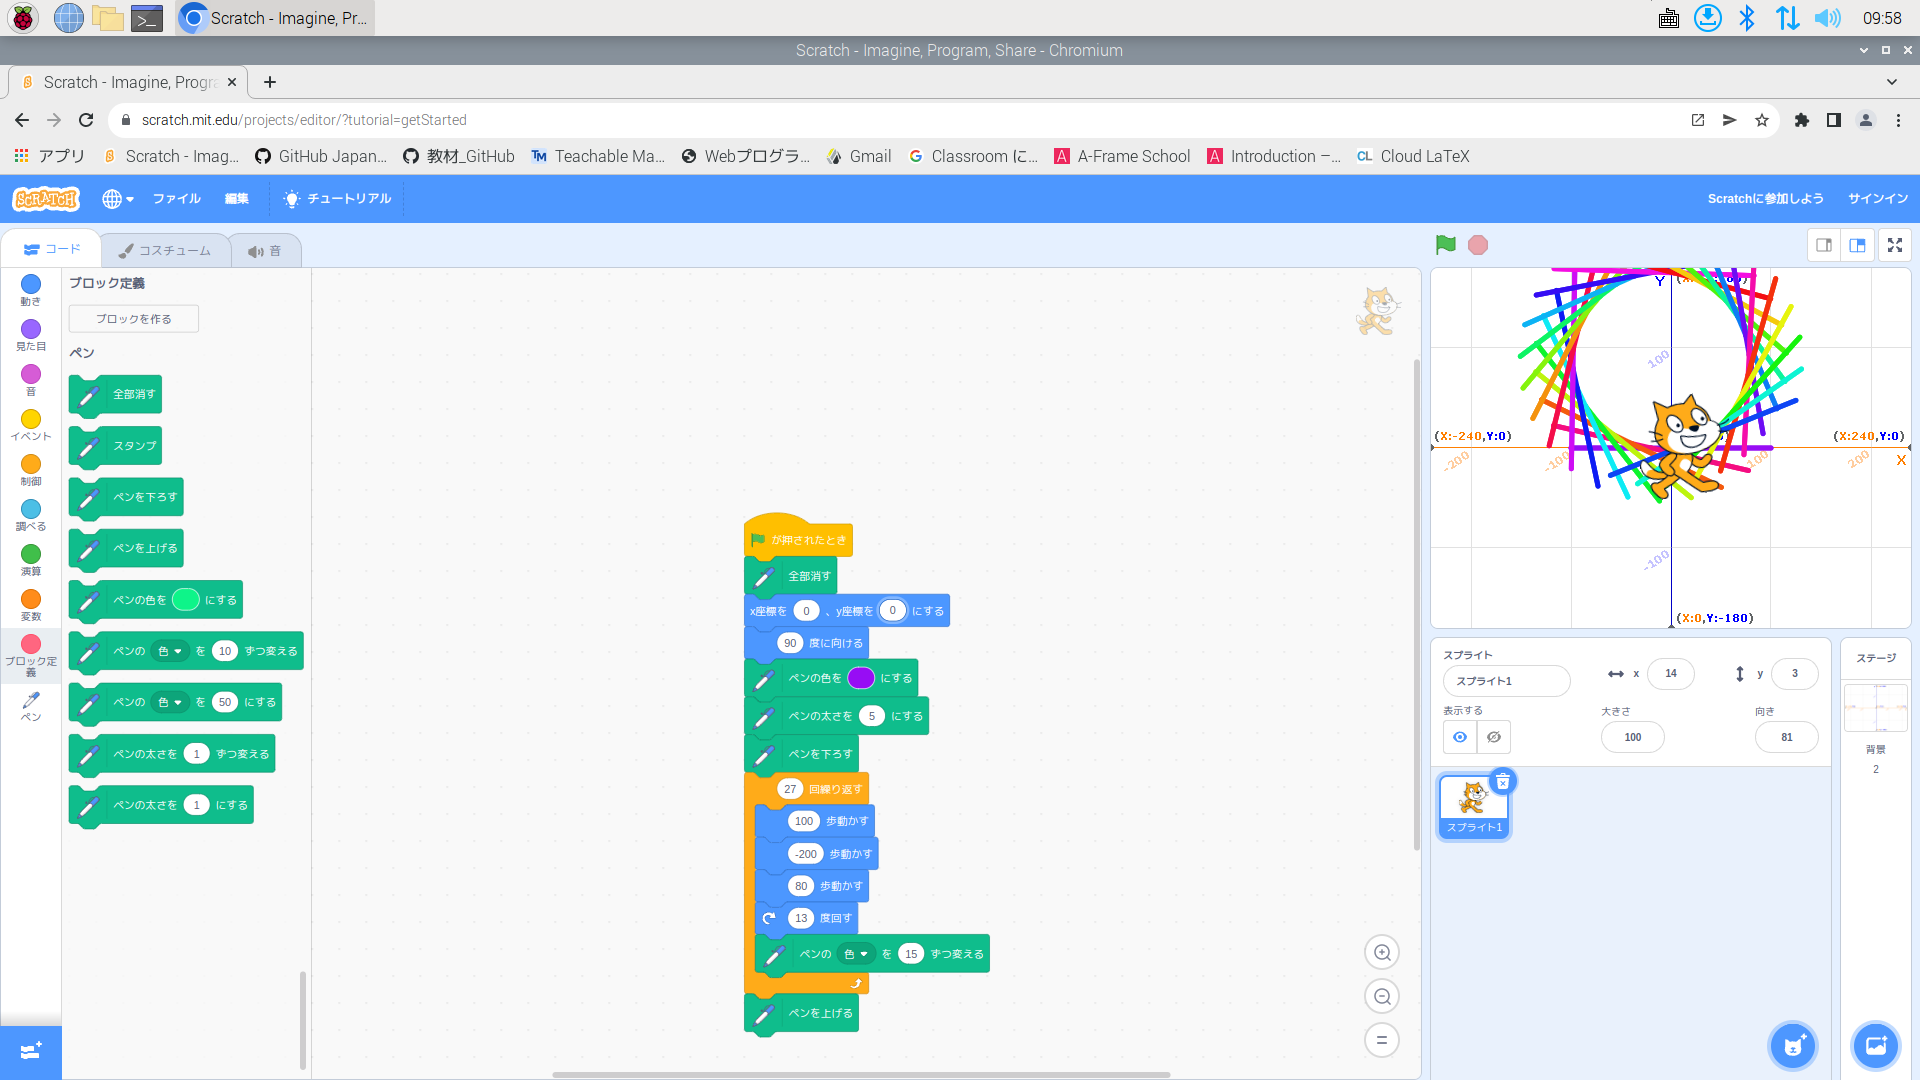 Scratch - Imagine, Pr...
09:58
Scratch - Imagine, Program, Share - Chromium
Scratch - Imagine, Progra
scratch.mit.edu/projects/editor/?tutorial=getStarted
アプリ
Scratch - Imag...
GitHub Japan...
教材_GitHub
TM Teachable Ma...
Webプログラ...
Gmail
G Classroom に...
A A-Frame School
A Introduction –...
CL Cloud LaTeX
SCRATCH
ファイル
編集
チュートリアル
Scratchに参加しよう
サインイン
コード
コスチューム
音
動き
見た目
音
イベント
制御
調べる
演算
変数
ブロック定義
ペン
ブロック定義
ブロックを作る
ペン
全部消す
スタンプ
ペンを下ろす
ペンを上げる
ペンの色を にする
ペンの 色 を 10 ずつ変える
ペンの 色 を 50 にする
ペンの太さを 1 ずつ変える
ペンの太さを 1 にする
が押されたとき
全部消す
x座標を 0 、y座標を 0 にする
90 度に向ける
ペンの色を にする
ペンの太さを 5 にする
ペンを下ろす
27 回繰り返す
100 歩動かす
-200 歩動かす
80 歩動かす
13 度回す
ペンの 色 を 15 ずつ変える
ペンを上げる
Y
100
(X:-240,Y:0)
(X:240,Y:0)
-200
-100
100
200
X
-100
(X:0,Y:-180)
スプライト
スプライト1
x 14
y 3
表示する
大きさ
100
向き
81
スプライト1
ステージ
背景
2